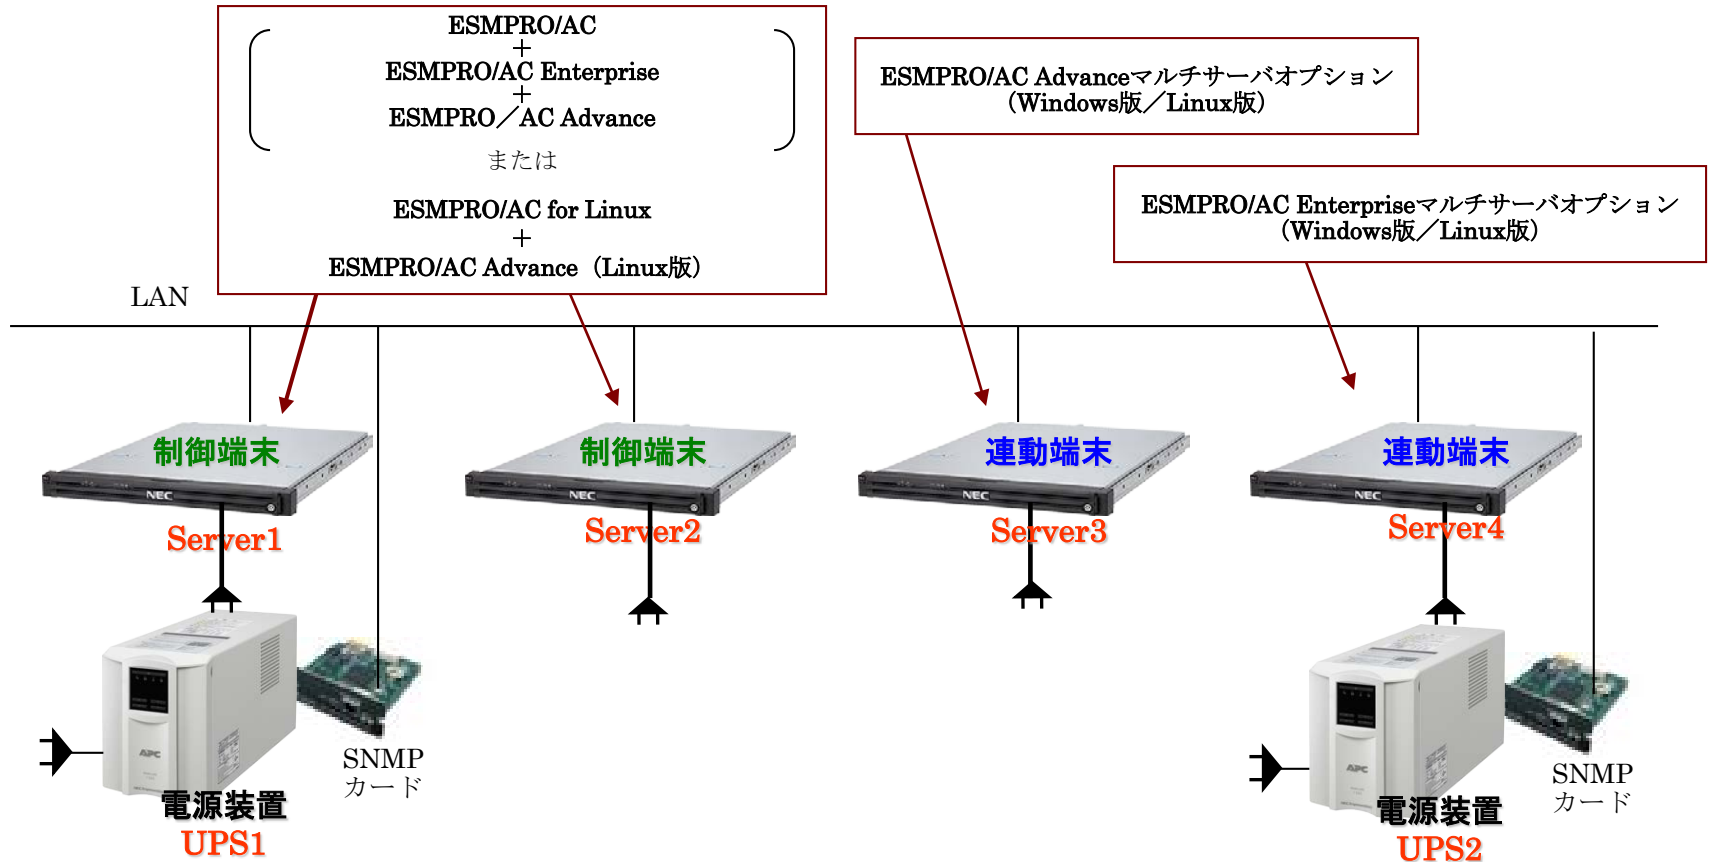 ESMPRO/AC
＋
ESMPRO/AC Enterprise
＋
ESMPRO／AC Advance
または
ESMPRO/AC for Linux
＋
ESMPRO/AC Advance（Linux版）
ESMPRO/AC Advanceマルチサーバオプション
（Windows版／Linux版）
ESMPRO/AC Enterpriseマルチサーバオプション
（Windows版／Linux版）
LAN
制御端末
NEC
Server1
制御端末
NEC
Server2
連動端末
NEC
Server3
連動端末
NEC
Server4
APC
SNMP
カード
電源装置
UPS1
APC
SNMP
カード
電源装置
UPS2